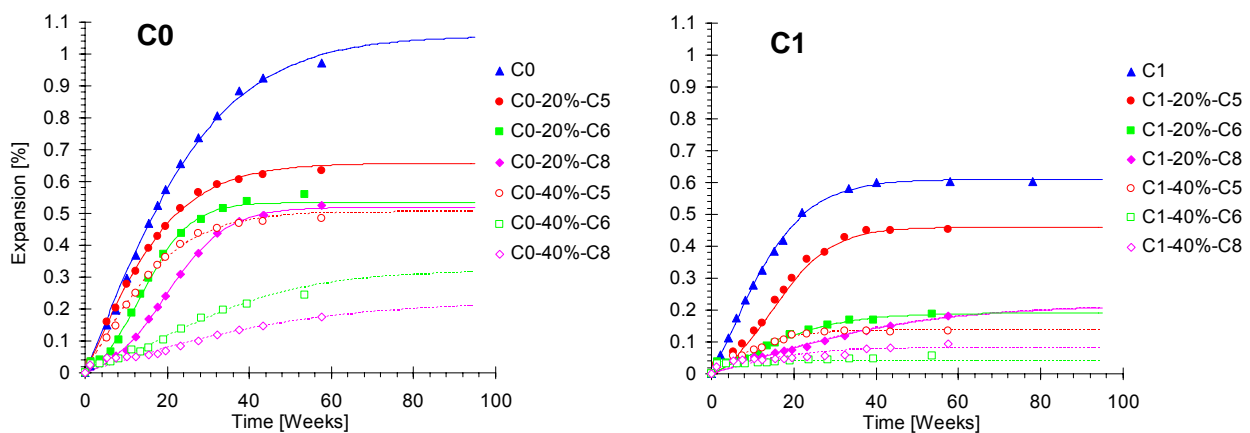 C0
Expansion [%]
1.1
1
0.9
0.8
0.7
0.6
0.5
0.4
0.3
0.2
0.1
0
0 20 40 60 80 100
Time [Weeks]
C0
C0-20%-C5
C0-20%-C6
C0-20%-C8
C0-40%-C5
C0-40%-C6
C0-40%-C8
C1
1.1
1
0.9
0.8
0.7
0.6
0.5
0.4
0.3
0.2
0.1
0
0 20 40 60 80 100
Time [Weeks]
C1
C1-20%-C5
C1-20%-C6
C1-20%-C8
C1-40%-C5
C1-40%-C6
C1-40%-C8